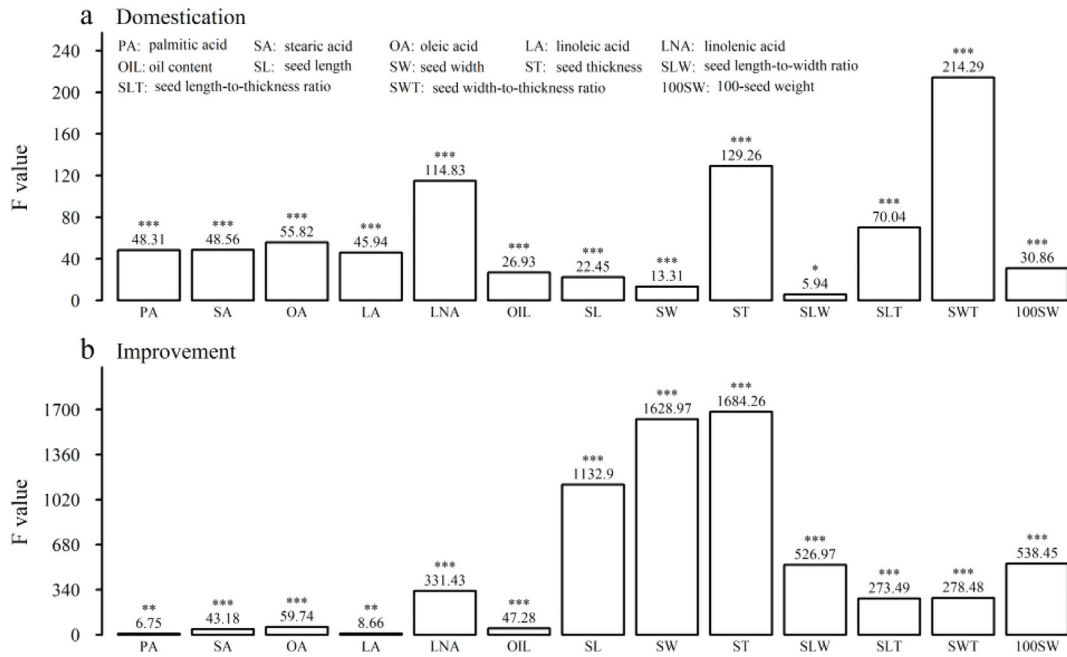 a Domestication
PA: palmitic acid SA: stearic acid OA: oleic acid LA: linoleic acid LNA: linolenic acid
OIL: oil content SL: seed length SW: seed width ST: seed thickness SLW: seed length-to-width ratio
SLT: seed length-to-thickness ratio SWT: seed width-to-thickness ratio 100SW: 100-seed weight
F value
240
200
160
120
80
40
0
*** *** *** *** *** *** *** *** *** * *** *** ***
48.31 48.56 55.82 45.94 114.83 26.93 22.45 13.31 129.26 5.94 70.04 214.29 30.86
PA SA OA LA LNA OIL SL SW ST SLW SLT SWT 100SW
b Improvement
F value
1700
1360
1020
680
340
0
** *** *** ** *** *** *** *** *** *** *** *** ***
6.75 43.18 59.74 8.66 331.43 47.28 1132.9 1628.97 1684.26 526.97 273.49 278.48 538.45
PA SA OA LA LNA OIL SL SW ST SLW SLT SWT 100SW